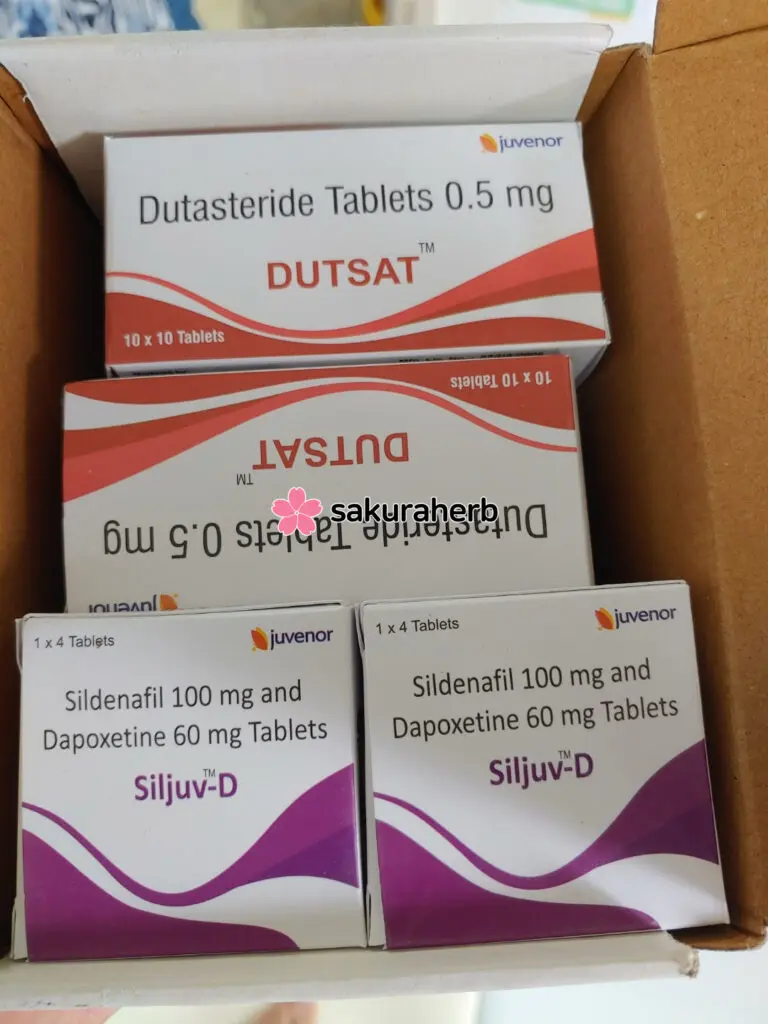 juvenor
Dutasteride Tablets 0.5 mg
DUTSAT™
10 x 10 Tablets
10 x 10 Tablets
DUTSAT™
Dutasteride Tablets 0.5 mg
sakuraherb
juvenor
1 x 4 Tablets
juvenor
Sildenafil 100 mg and
Dapoxetine 60 mg Tablets
Siljuv™-D
1 x 4 Tablets
juvenor
Sildenafil 100 mg and
Dapoxetine 60 mg Tablets
Siljuv™-D